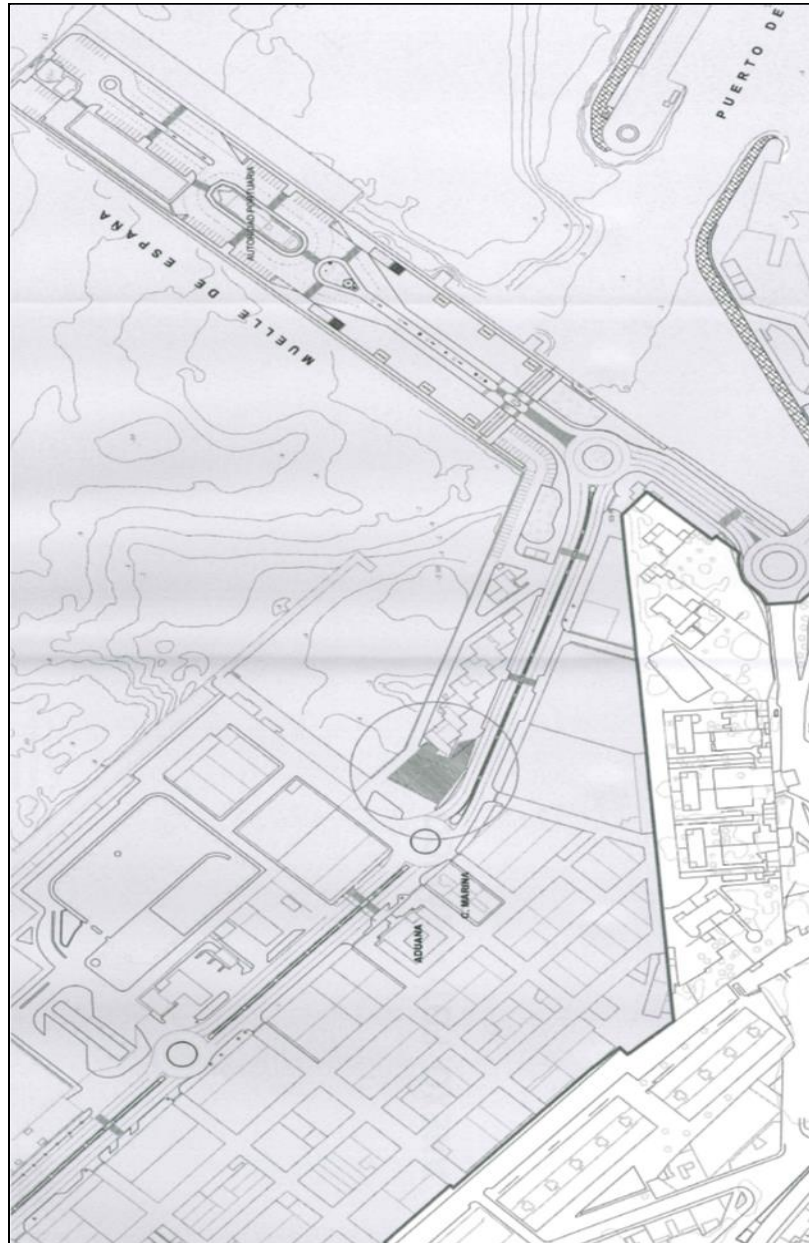 PUERTO DE
AUTORIDAD PORTUARIA
MUELLE DE ESPAÑA
C. MARINA
ADUANA